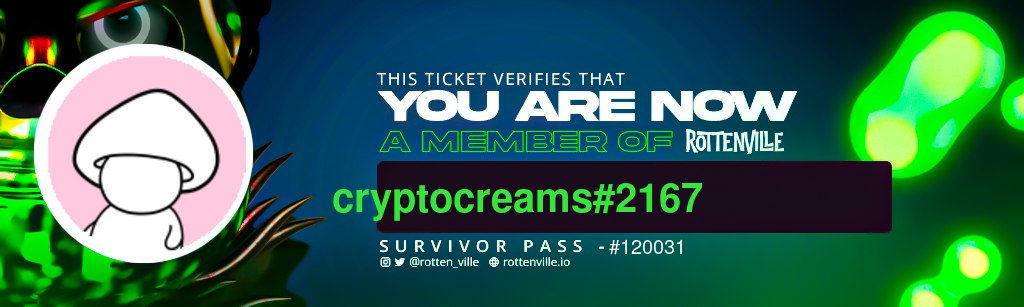 THIS TICKET VERIFIES THAT
YOU ARE NOW
A MEMBER OF ROTTENVILLE
cryptocreams#2167
SURVIVOR PASS - #120031
@rotten_ville rottenville.io